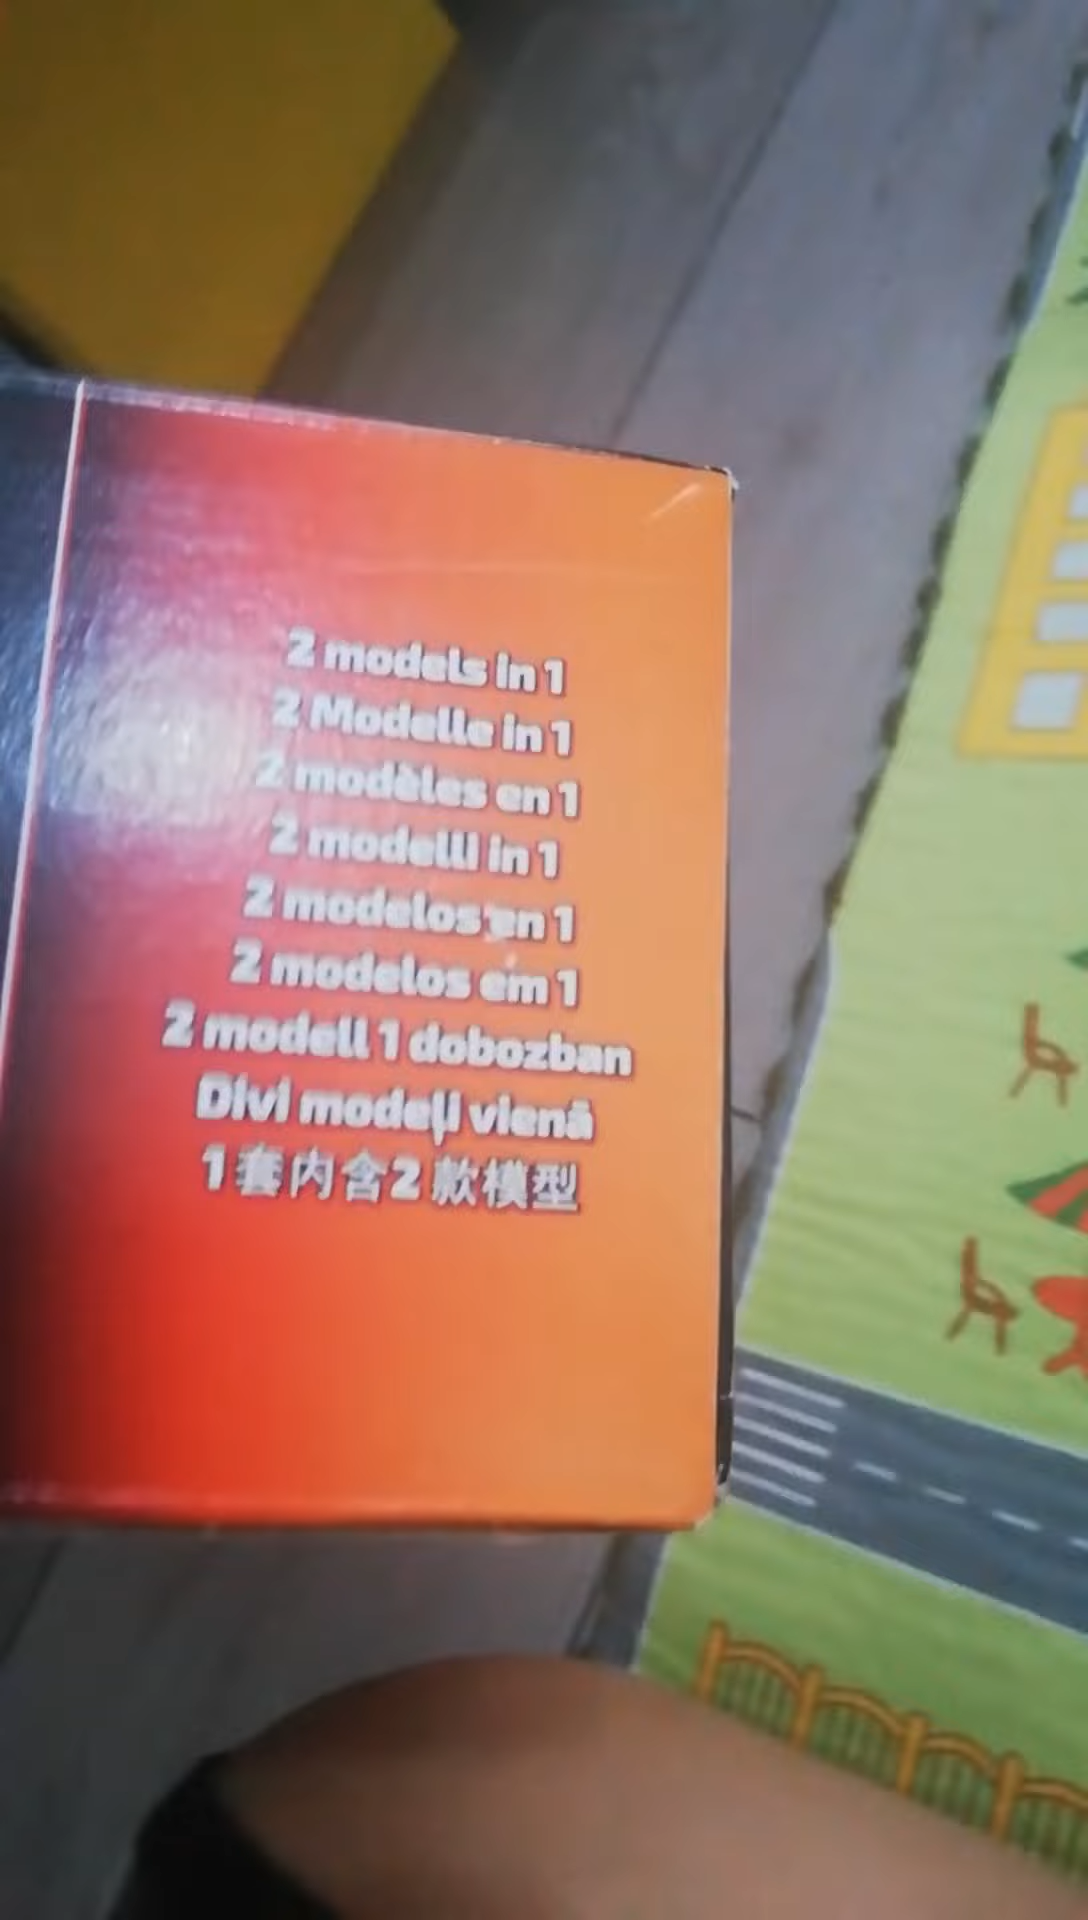 2 models in 1
2 Modelle in 1
2 modèles en 1
2 modelli in 1
2 modelos en 1
2 modelos em 1
2 modell 1 dobozban
Divi modeļi vienā
1 套內含2 款模型